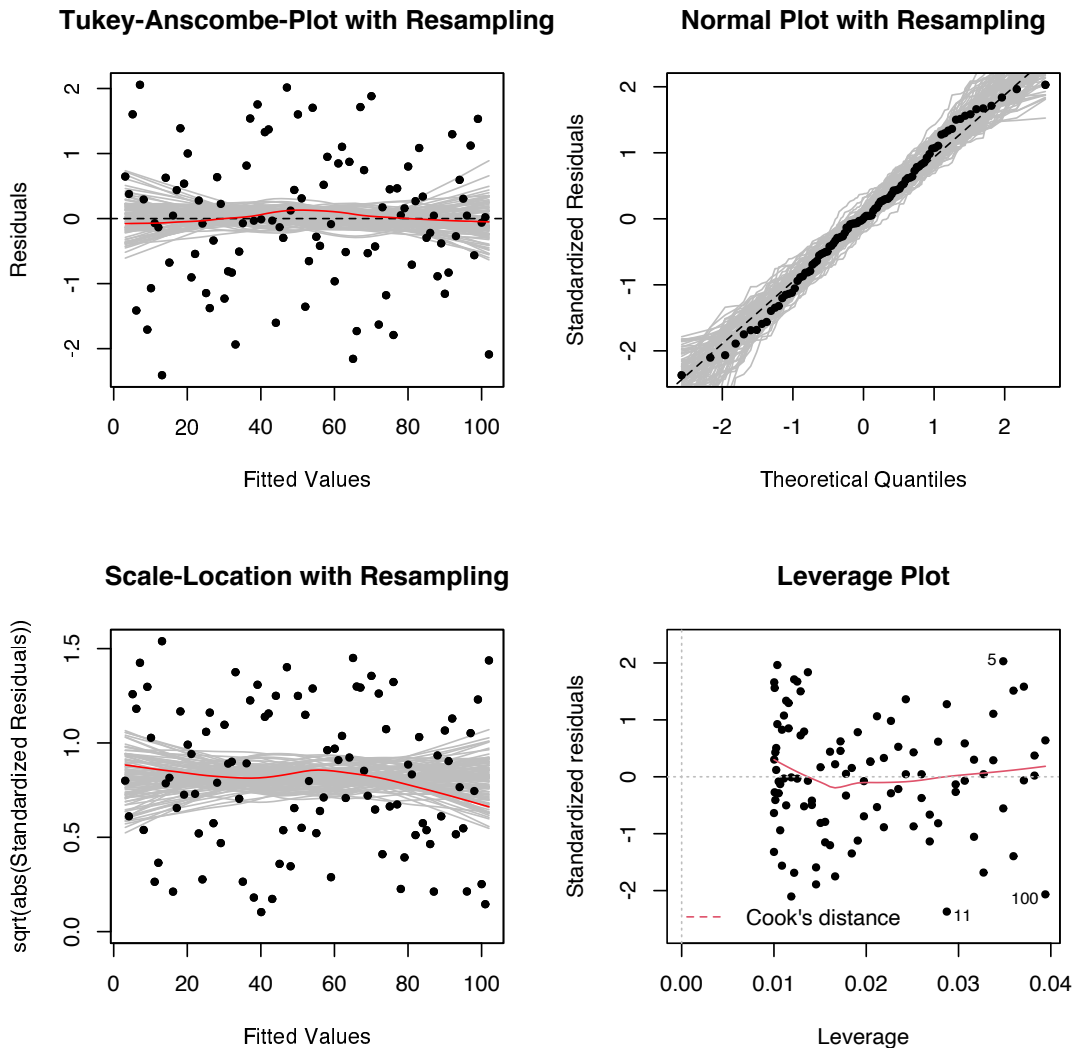 Tukey-Anscombe-Plot with Resampling
Residuals
2
1
0
-1
-2
0 20 40 60 80 100
Fitted Values
Normal Plot with Resampling
Standardized Residuals
2
1
0
-1
-2
-2 -1 0 1 2
Theoretical Quantiles
Scale-Location with Resampling
sqrt(abs(Standardized Residuals))
1.5
1.0
0.5
0.0
0 20 40 60 80 100
Fitted Values
Leverage Plot
Standardized residuals
2
1
0
-1
-2
5
100
11
Cook's distance
0.00 0.01 0.02 0.03 0.04
Leverage